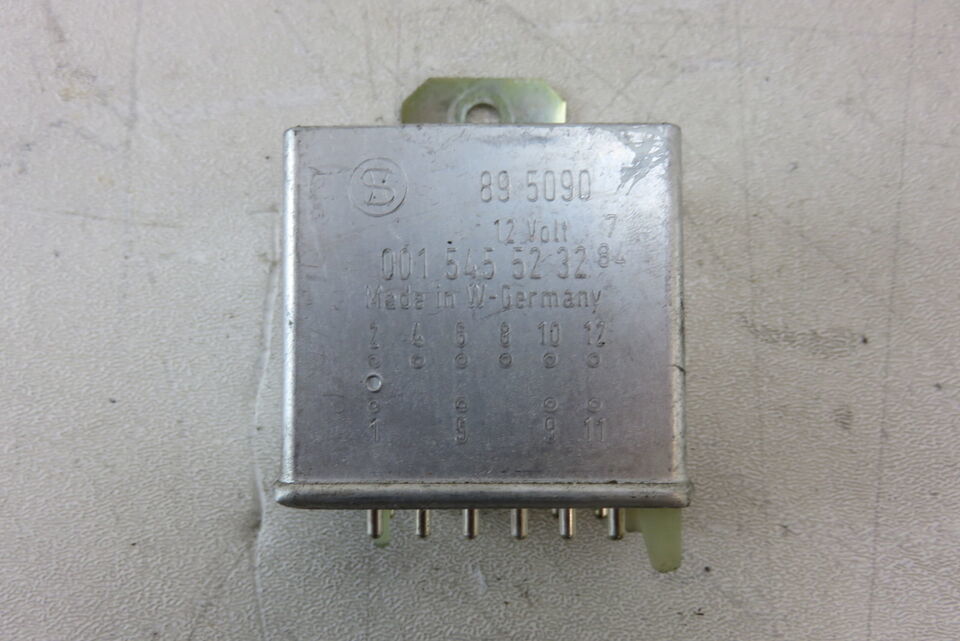 S 89 5090
12 Volt 7
001 545 52 32 84
Made in W-Germany
2 4 6 8 10 12
1 5 9 11